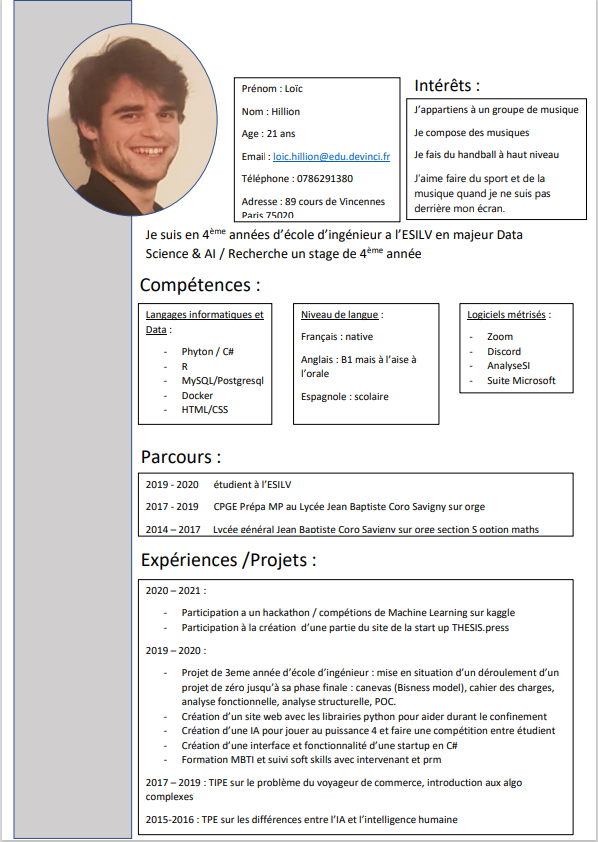 Prénom : Loïc
Nom : Hillion
Age : 21 ans
Email : loic.hillion@edu.devinci.fr
Téléphone : 0786291380
Adresse : 89 cours de Vincennes
Paris 75020
Intérêts :
J’appartiens à un groupe de musique
Je compose des musiques
Je fais du handball à haut niveau
J’aime faire du sport et de la
musique quand je ne suis pas
derrière mon écran.
Je suis en 4ème années d’école d’ingénieur a l’ESILV en majeur Data
Science & AI / Recherche un stage de 4ème année
Compétences :
Langages informatiques et
Data :
- Phyton / C#
- R
- MySQL/Postgresql
- Docker
- HTML/CSS
Niveau de langue :
Français : native
Anglais : B1 mais à l’aise à
l’orale
Espagnole : scolaire
Logiciels métrisés :
- Zoom
- Discord
- AnalyseSI
- Suite Microsoft
Parcours :
2019 - 2020 étudient à l’ESILV
2017 - 2019 CPGE Prépa MP au Lycée Jean Baptiste Coro Savigny sur orge
2014 – 2017 Lycée général Jean Baptiste Coro Savigny sur orge section S option maths
Expériences /Projets :
2020 – 2021 :
- Participation a un hackathon / compétions de Machine Learning sur kaggle
- Participation à la création d’une partie du site de la start up THESIS.press
2019 – 2020 :
- Projet de 3eme année d’école d’ingénieur : mise en situation d’un déroulement d’un
projet de zéro jusqu’à sa phase finale : canevas (Bisness model), cahier des charges,
analyse fonctionnelle, analyse structurelle, POC.
- Création d’un site web avec les librairies python pour aider durant le confinement
- Création d’une IA pour jouer au puissance 4 et faire une compétition entre étudient
- Création d’une interface et fonctionnalité d’une startup en C#
- Formation MBTI et suivi soft skills avec intervenant et prm
2017 – 2019 : TIPE sur le problème du voyageur de commerce, introduction aux algo
complexes
2015-2016 : TPE sur les différences entre l’IA et l’intelligence humaine